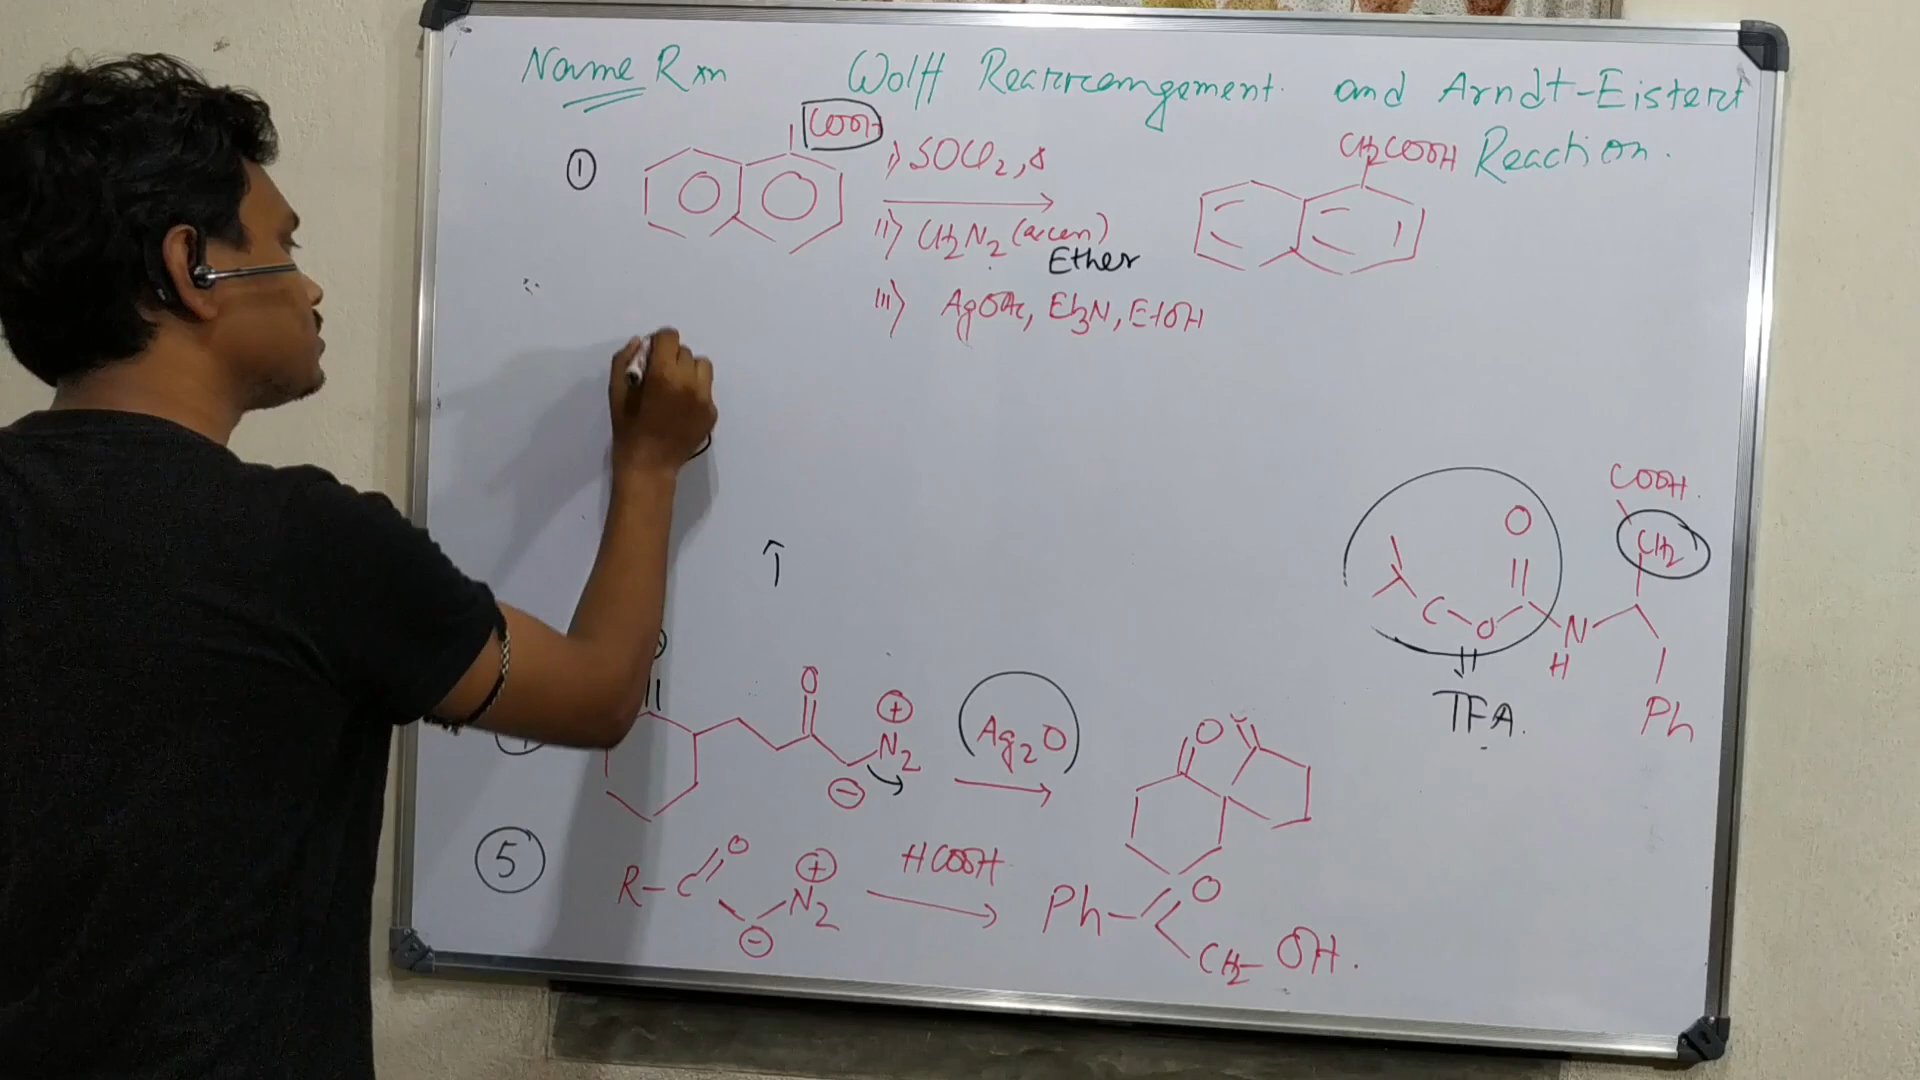 Name Rxn Wolff Rearrangement and Arndt-Eistert
Reaction.
① COOH i) SOCl2, Δ CH2COOH
ii) CH2N2 (excess)
Ether
iii) AgOAc, Et3N, EtOH
COOH
O CH2
C O N
H
TFA. Ph
O ⊕ N2 ⊖ Ag2O O
⑤ R-C O ⊕ N2 ⊖ HCOOH Ph O
CH2-OH.